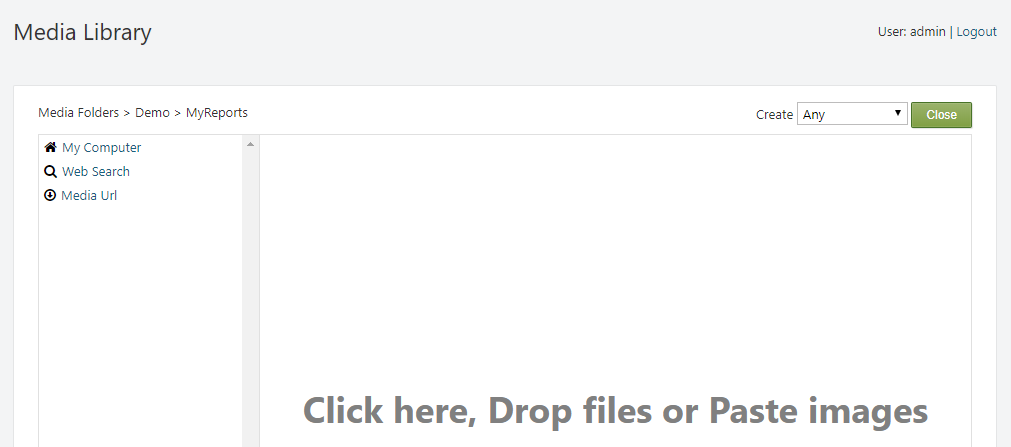 Media Library
User: admin | Logout
Media Folders > Demo > MyReports
Create Any Close
My Computer
Web Search
Media Url
Click here, Drop files or Paste images